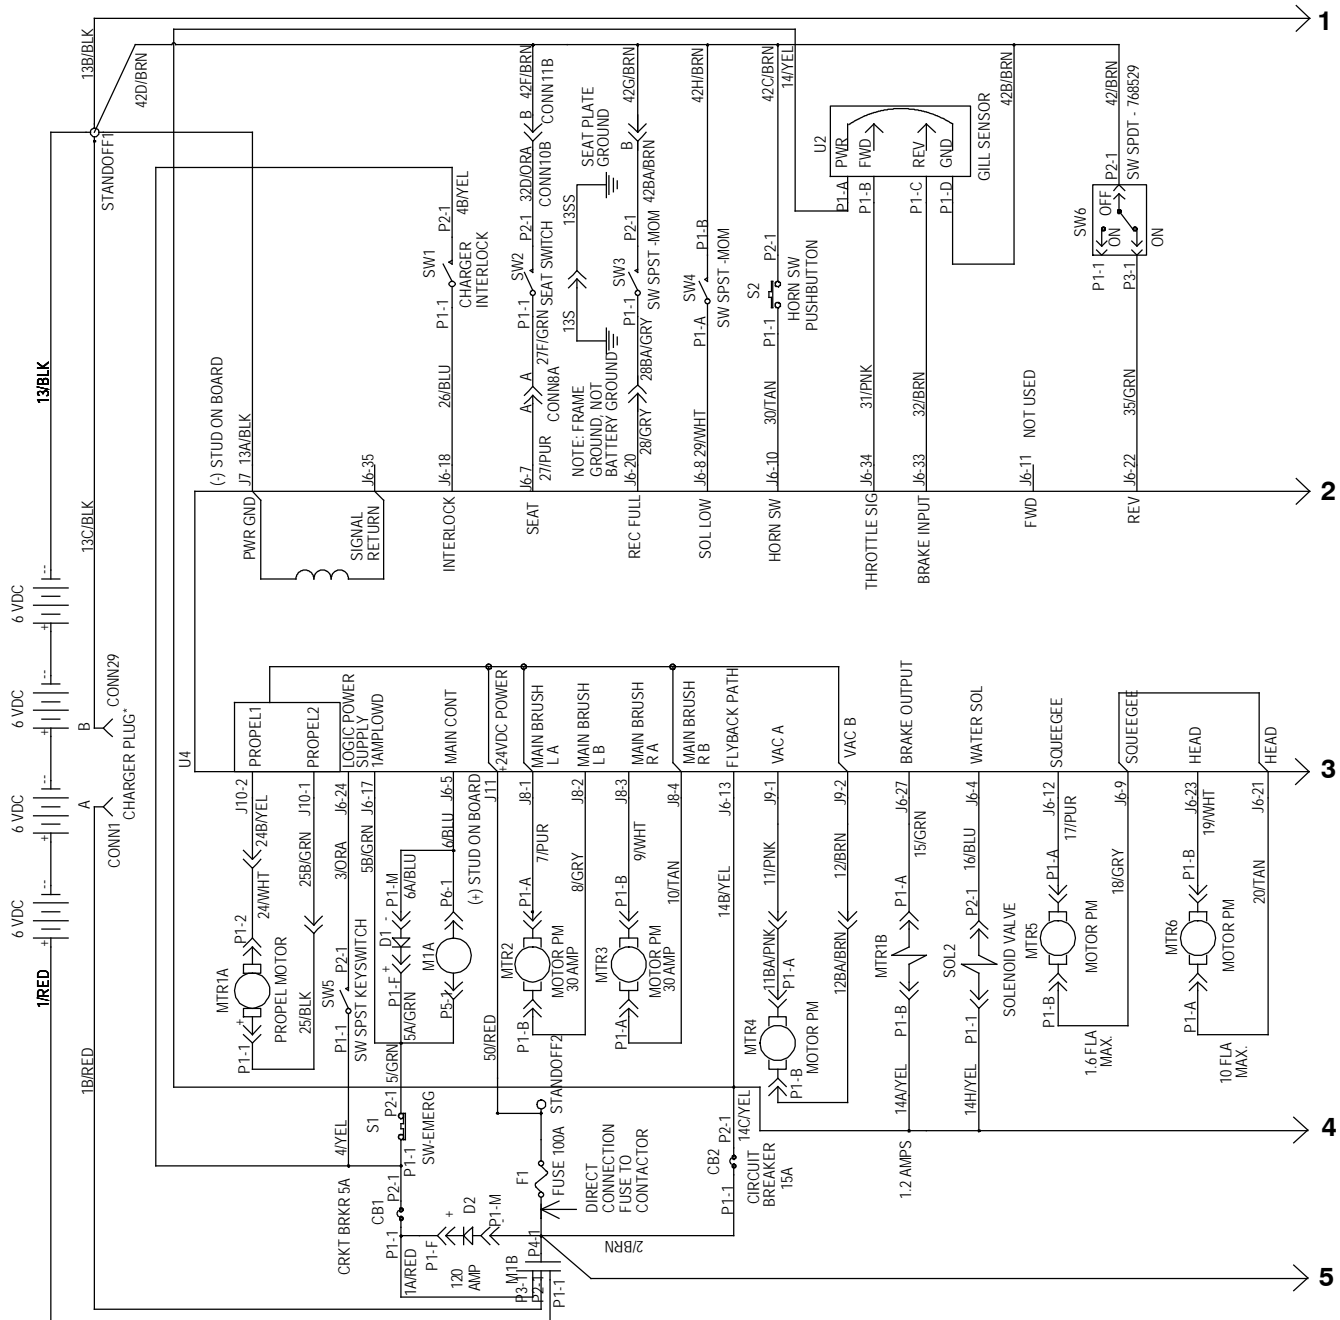 1
13B/BLK
42D/BRN
STANDOFF1
13/BLK
13C/BLK
42F/BRN
B
CONN11B
32D/ORA
CONN10B
P2-1
SW2
SEAT SWITCH
P1-1
27F/GRN
A
A
CONN8A
27/PUR
J6-7
SEAT
SEAT PLATE
GROUND
13SS
13S
NOTE: FRAME
GROUND, NOT
BATTERY GROUND
42G/BRN
B
42BA/BRN
P2-1
SW3
SW SPST -MOM
P1-1
28BA/GRY
28/GRY
J6-20
REC FULL
42H/BRN
P1-B
SW4
SW SPST -MOM
P1-A
29/WHT
J6-8
SOL LOW
42C/BRN
14/YEL
P2-1
S2
HORN SW
PUSHBUTTON
P1-1
30/TAN
J6-10
HORN SW
U2
PWR
FWD
REV
GND
GILL SENSOR
P1-A
P1-B
P1-C
P1-D
31/PNK
J6-34
THROTTLE SIG
32/BRN
J6-33
BRAKE INPUT
42B/BRN
NOT USED
J6-11
FWD
42/BRN
P2-1
SW SPDT - 768529
SW6
OFF
ON
ON
P1-1
P3-1
35/GRN
J6-22
REV
4B/YEL
P2-1
SW1
CHARGER
INTERLOCK
P1-1
26/BLU
J6-18
INTERLOCK
(-) STUD ON BOARD
J7
13A/BLK
PWR GND
J6-35
SIGNAL
RETURN
2
6 VDC
+
--
6 VDC
+
--
6 VDC
+
--
6 VDC
+
--
CONN29
B
CHARGER PLUG*
A
CONN1
1/RED
1B/RED
U4
PROPEL1
PROPEL2
LOGIC POWER
SUPPLY
1AMPLOWD
MAIN CONT
+24VDC POWER
MAIN BRUSH
LA
MAIN BRUSH
LB
MAIN BRUSH
RA
MAIN BRUSH
RB
FLYBACK PATH
VAC A
VAC B
BRAKE OUTPUT
WATER SOL
SQUEEGEE
SQUEEGEE
HEAD
HEAD
3
J10-2
J10-1
J6-24
J6-17
J6-5
J11
J8-1
J8-2
J8-3
J8-4
J6-13
J9-1
J9-2
J6-27
J6-4
J6-12
J6-9
J6-23
J6-21
24B/YEL
24/WHT
P1-2
MTR1A
PROPEL MOTOR
+
P1-1
25B/GRN
25/BLK
3/ORA
P2-1
SW5
SW SPST KEYSWITCH
P1-1
4/YEL
5B/GRN
6/BLU
6A/BLU
P1-M
-
D1
+
P1-F
5A/GRN
P6-1
M1A
P5-1
5/GRN
P2-1
S1
SW-EMERG
P1-1
(+) STUD ON BOARD
50/RED
7/PUR
P1-A
MTR2
MOTOR PM
30 AMP
P1-B
8/GRY
9/WHT
P1-B
MTR3
MOTOR PM
30 AMP
P1-A
10/TAN
14B/YEL
14C/YEL
P2-1
CB2
P1-1
CIRCUIT
BREAKER
15A
11/PNK
11BA/PNK
P1-A
MTR4
MOTOR PM
P1-B
12/BRN
12BA/BRN
15/GRN
P1-A
MTR1B
P1-B
14A/YEL
1.2 AMPS
16/BLU
P2-1
SOL2
SOLENOID VALVE
P1-1
14H/YEL
17/PUR
P1-A
MTR5
MOTOR PM
P1-B
18/GRY
1.6 FLA
MAX.
19/WHT
P1-B
MTR6
MOTOR PM
P1-A
20/TAN
10 FLA
MAX.
4
STANDOFF2
FUSE 100A
F1
DIRECT
CONNECTION
FUSE TO
CONTACTOR
CRKT BRKR 5A
P2-1
CB1
P1-1
1A/RED
P1-F
+
D2
P1-M
120
AMP
M1B
P4-1
P3-1
P2-1
P1-1
2/BRN
5